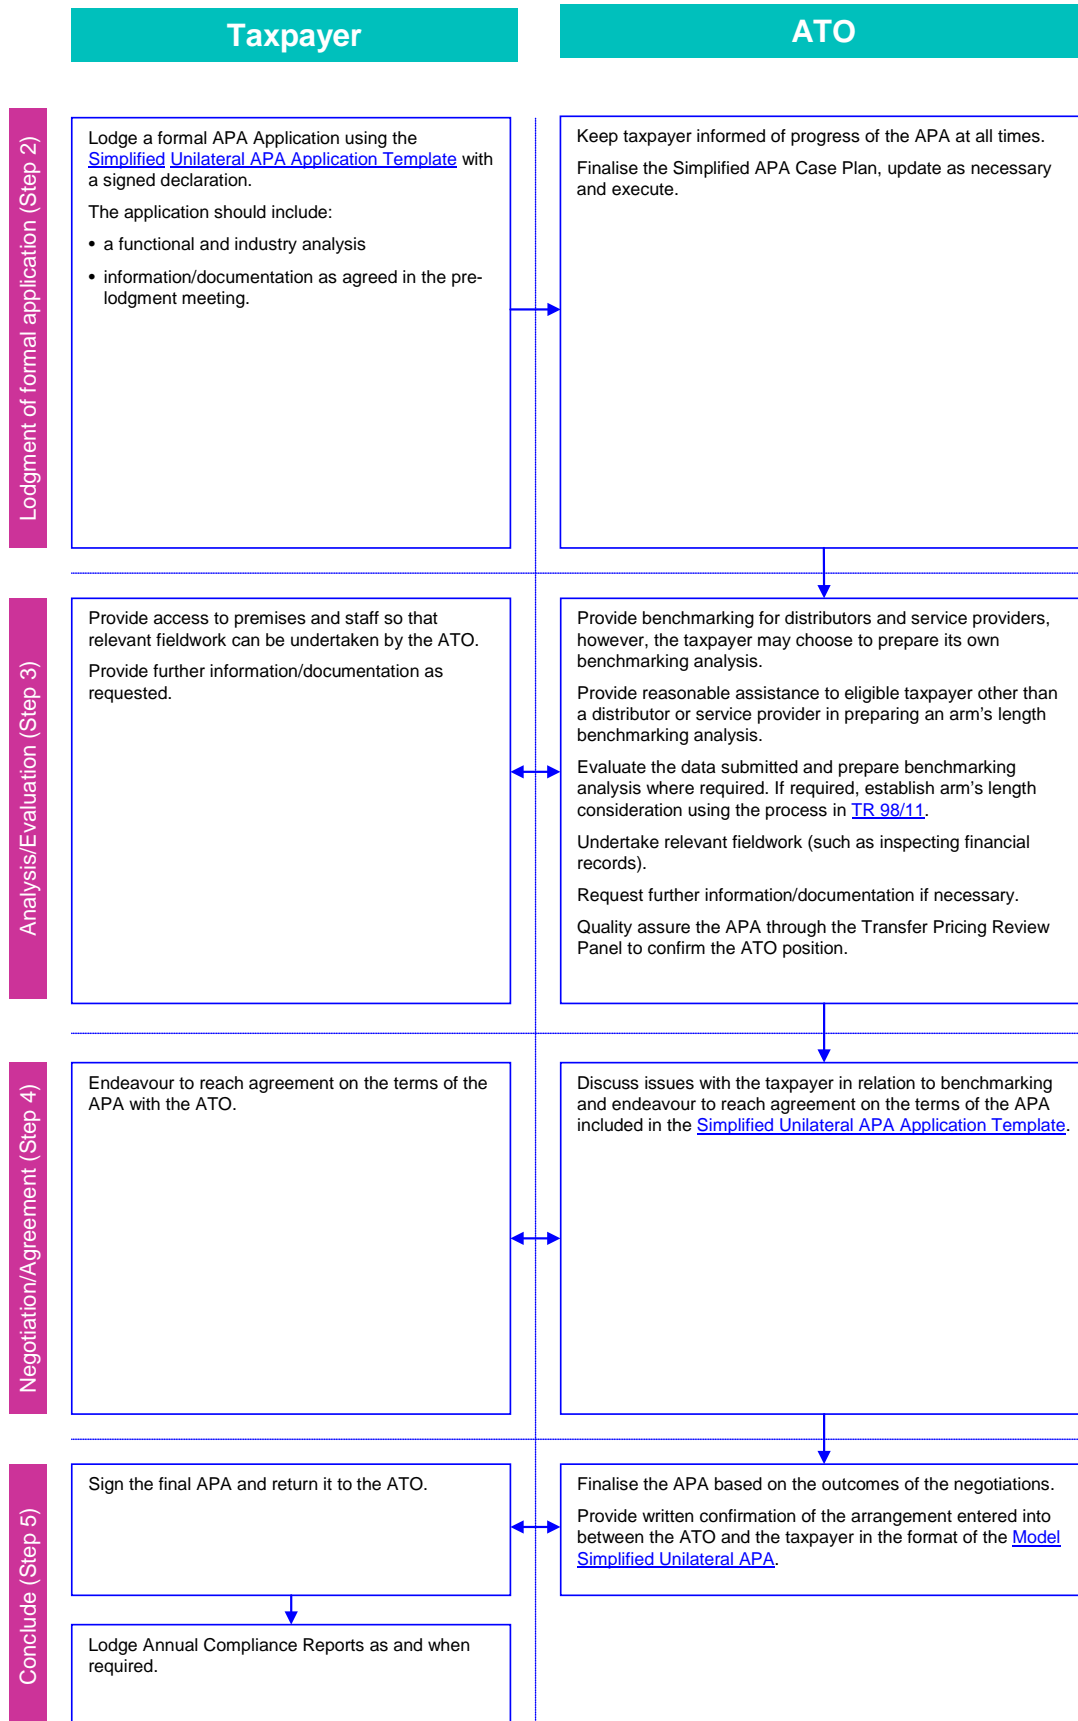 Taxpayer
ATO
Lodgment of formal application (Step 2)
Lodge a formal APA Application using the
Simplified Unilateral APA Application Template with
a signed declaration.
The application should include:
• a functional and industry analysis
• information/documentation as agreed in the pre-
lodgment meeting.
Keep taxpayer informed of progress of the APA at all times.
Finalise the Simplified APA Case Plan, update as necessary
and execute.
Analysis/Evaluation (Step 3)
Provide access to premises and staff so that
relevant fieldwork can be undertaken by the ATO.
Provide further information/documentation as
requested.
Provide benchmarking for distributors and service providers,
however, the taxpayer may choose to prepare its own
benchmarking analysis.
Provide reasonable assistance to eligible taxpayer other than
a distributor or service provider in preparing an arm's length
benchmarking analysis.
Evaluate the data submitted and prepare benchmarking
analysis where required. If required, establish arm's length
consideration using the process in TR 98/11.
Undertake relevant fieldwork (such as inspecting financial
records).
Request further information/documentation if necessary.
Quality assure the APA through the Transfer Pricing Review
Panel to confirm the ATO position.
Negotiation/Agreement (Step 4)
Endeavour to reach agreement on the terms of the
APA with the ATO.
Discuss issues with the taxpayer in relation to benchmarking
and endeavour to reach agreement on the terms of the APA
included in the Simplified Unilateral APA Application Template.
Conclude (Step 5)
Sign the final APA and return it to the ATO.
Finalise the APA based on the outcomes of the negotiations.
Provide written confirmation of the arrangement entered into
between the ATO and the taxpayer in the format of the Model
Simplified Unilateral APA.
Lodge Annual Compliance Reports as and when
required.